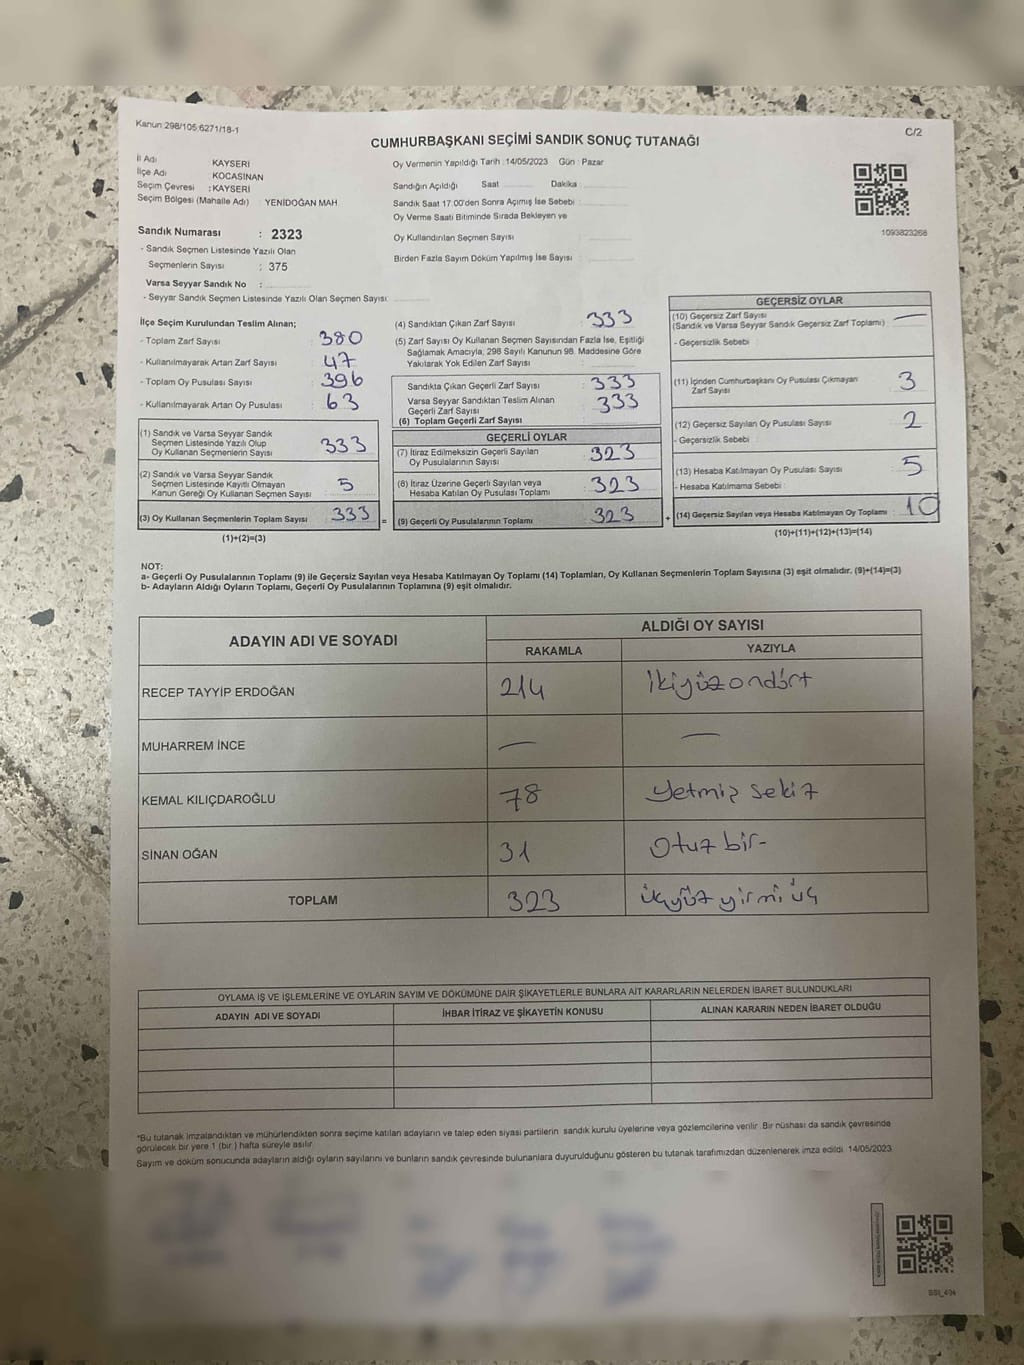 Kanun:298/105;6271/18-1
C/2
CUMHURBAŞKANI SEÇİMİ SANDIK SONUÇ TUTANAĞI
İl Adı KAYSERİ
İlçe Adı KOCASİNAN
Seçim Çevresi : KAYSERİ
Seçim Bölgesi (Mahalle Adı) : YENİDOĞAN MAH
Sandık Numarası : 2323
- Sandık Seçmen Listesinde Yazılı Olan
Seçmenlerin Sayısı : 375
Varsa Seyyar Sandık No :
- Seyyar Sandık Seçmen Listesinde Yazılı Olan Seçmen Sayısı:
Oy Vermenin Yapıldığı Tarih :14/05/2023 Gün : Pazar
Sandığın Açıldığı Saat Dakika
Sandık Saat 17.00'den Sonra Açımış İse Sebebi :
Oy Verme Saati Bitiminde Sırada Bekleyen ve
Oy Kullandırılan Seçmen Sayısı
Birden Fazla Sayım Döküm Yapılmış İse Sayısı :
1093823268
İlçe Seçim Kurulundan Teslim Alınan;
- Toplam Zarf Sayısı : 380
- Kullanılmayarak Artan Zarf Sayısı : 47
- Toplam Oy Pusulası Sayısı : 396
- Kullanılmayarak Artan Oy Pusulası : 63
(1) Sandık ve Varsa Seyyar Sandık
Seçmen Listesinde Yazılı Olup
Oy Kullanan Seçmenlerin Sayısı 333
(2) Sandık ve Varsa Seyyar Sandık
Seçmen Listesinde Kayıtlı Olmayan
Kanun Gereği Oy Kullanan Seçmen Sayısı 5
(3) Oy Kullanan Seçmenlerin Toplam Sayısı 333 =
(1)+(2)=(3)
(4) Sandıktan Çıkan Zarf Sayısı : 333
(5) Zarf Sayısı Oy Kullanan Seçmen Sayısından Fazla İse, Eşitliği
Sağlamak Amacıyla, 298 Sayılı Kanunun 98. Maddesine Göre
Yakılarak Yok Edilen Zarf Sayısı :
Sandıkta Çıkan Geçerli Zarf Sayısı : 333
Varsa Seyyar Sandıktan Teslim Alınan
Geçerli Zarf Sayısı : 333
(6) Toplam Geçerli Zarf Sayısı :
GEÇERLİ OYLAR
(7) İtiraz Edilmeksizin Geçerli Sayılan
Oy Pusulalarının Sayısı : 323
(8) İtiraz Üzerine Geçerli Sayılan veya
Hesaba Katılan Oy Pusulası Toplamı : 323
(9) Geçerli Oy Pusulalarının Toplamı : 323 +
GEÇERSİZ OYLAR
(10) Geçersiz Zarf Sayısı —
(Sandık ve Varsa Seyyar Sandık Geçersiz Zarf Toplamı) :
- Geçersizlik Sebebi :
(11) İçinden Cumhurbaşkanı Oy Pusulası Çıkmayan
Zarf Sayısı : 3
(12) Geçersiz Sayılan Oy Pusulası Sayısı : 2
- Geçersizlik Sebebi :
(13) Hesaba Katılmayan Oy Pusulası Sayısı : 5
- Hesaba Katılmama Sebebi :
(14) Geçersiz Sayılan veya Hesaba Katılmayan Oy Toplamı : 10
(10)+(11)+(12)+(13)=(14)
NOT:
a- Geçerli Oy Pusulalarının Toplamı (9) ile Geçersiz Sayılan veya Hesaba Katılmayan Oy Toplamı (14) Toplamları, Oy Kullanan Seçmenlerin Toplam Sayısına (3) eşit olmalıdır. (9)+(14)=(3)
b- Adayların Aldığı Oyların Toplamı, Geçerli Oy Pusulalarının Toplamına (9) eşit olmalıdır.
ADAYIN ADI VE SOYADI ALDIĞI OY SAYISI
RAKAMLA YAZIYLA
RECEP TAYYİP ERDOĞAN 214 ikiyüzondört
MUHARREM İNCE — —
KEMAL KILIÇDAROĞLU 78 Yetmiş sekiz
SİNAN OĞAN 31 Otuz bir-
TOPLAM 323 üçyüz yirmi üç
OYLAMA İŞ VE İŞLEMLERİNE VE OYLARIN SAYIM VE DÖKÜMÜNE DAİR ŞİKAYETLERLE BUNLARA AİT KARARLARIN NELERDEN İBARET BULUNDUKLARI
ADAYIN ADI VE SOYADI İHBAR İTİRAZ VE ŞİKAYETİN KONUSU ALINAN KARARIN NEDEN İBARET OLDUĞU
*Bu tutanak imzalandıktan ve mühürlendikten sonra seçime katılan adayların ve talep eden siyasi partilerin sandık kurulu üyelerine veya gözlemcilerine verilir .Bir nüshası da sandık çevresinde
görülecek bir yere 1 (bir ) hafta süreyle asılır.
Sayım ve döküm sonucunda adayların aldığı oyların sayılarını ve bunların sandık çevresinde bulunanlara duyurulduğunu gösteren bu tutanak tarafımızdan düzenlenerek imza edildi. 14/05/2023